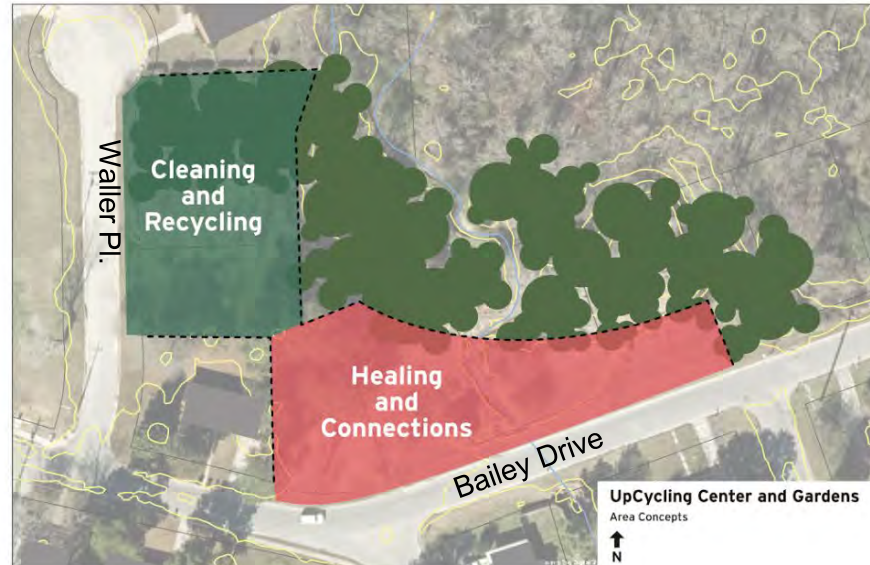 Waller Pl.
Cleaning
and
Recycling
Healing
and
Connections
Bailey Drive
UpCycling Center and Gardens
Area Concepts
N